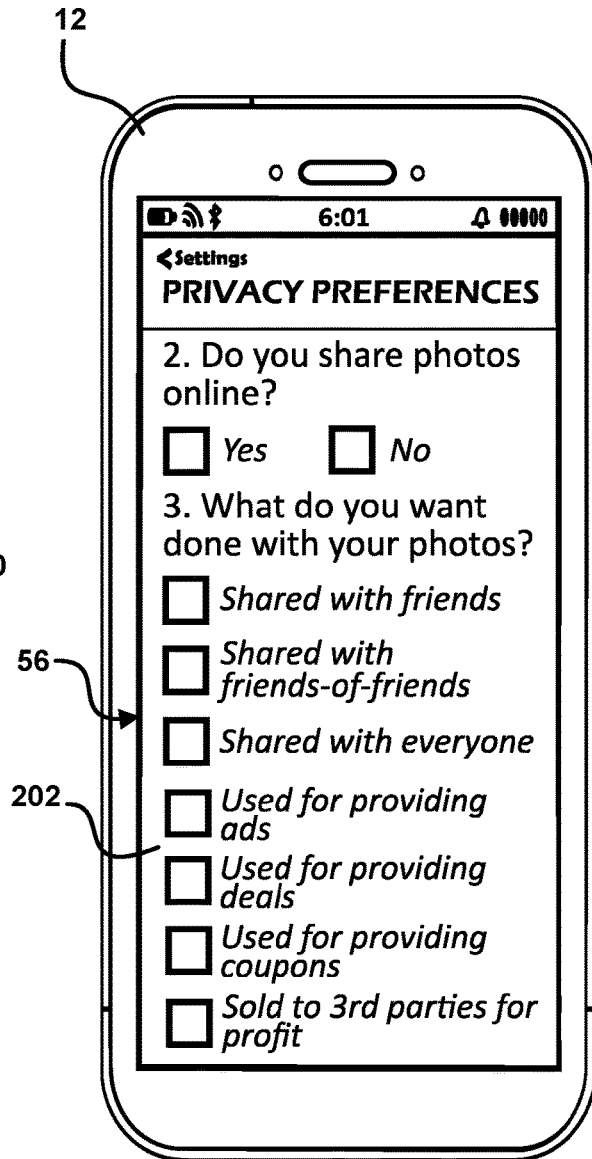 12
6:01
Settings
PRIVACY PREFERENCES
2. Do you share photos
online?
Yes No
3. What do you want
done with your photos?
Shared with friends
Shared with
friends-of-friends
Shared with everyone
Used for providing
ads
Used for providing
deals
Used for providing
coupons
Sold to 3rd parties for
profit
56
202